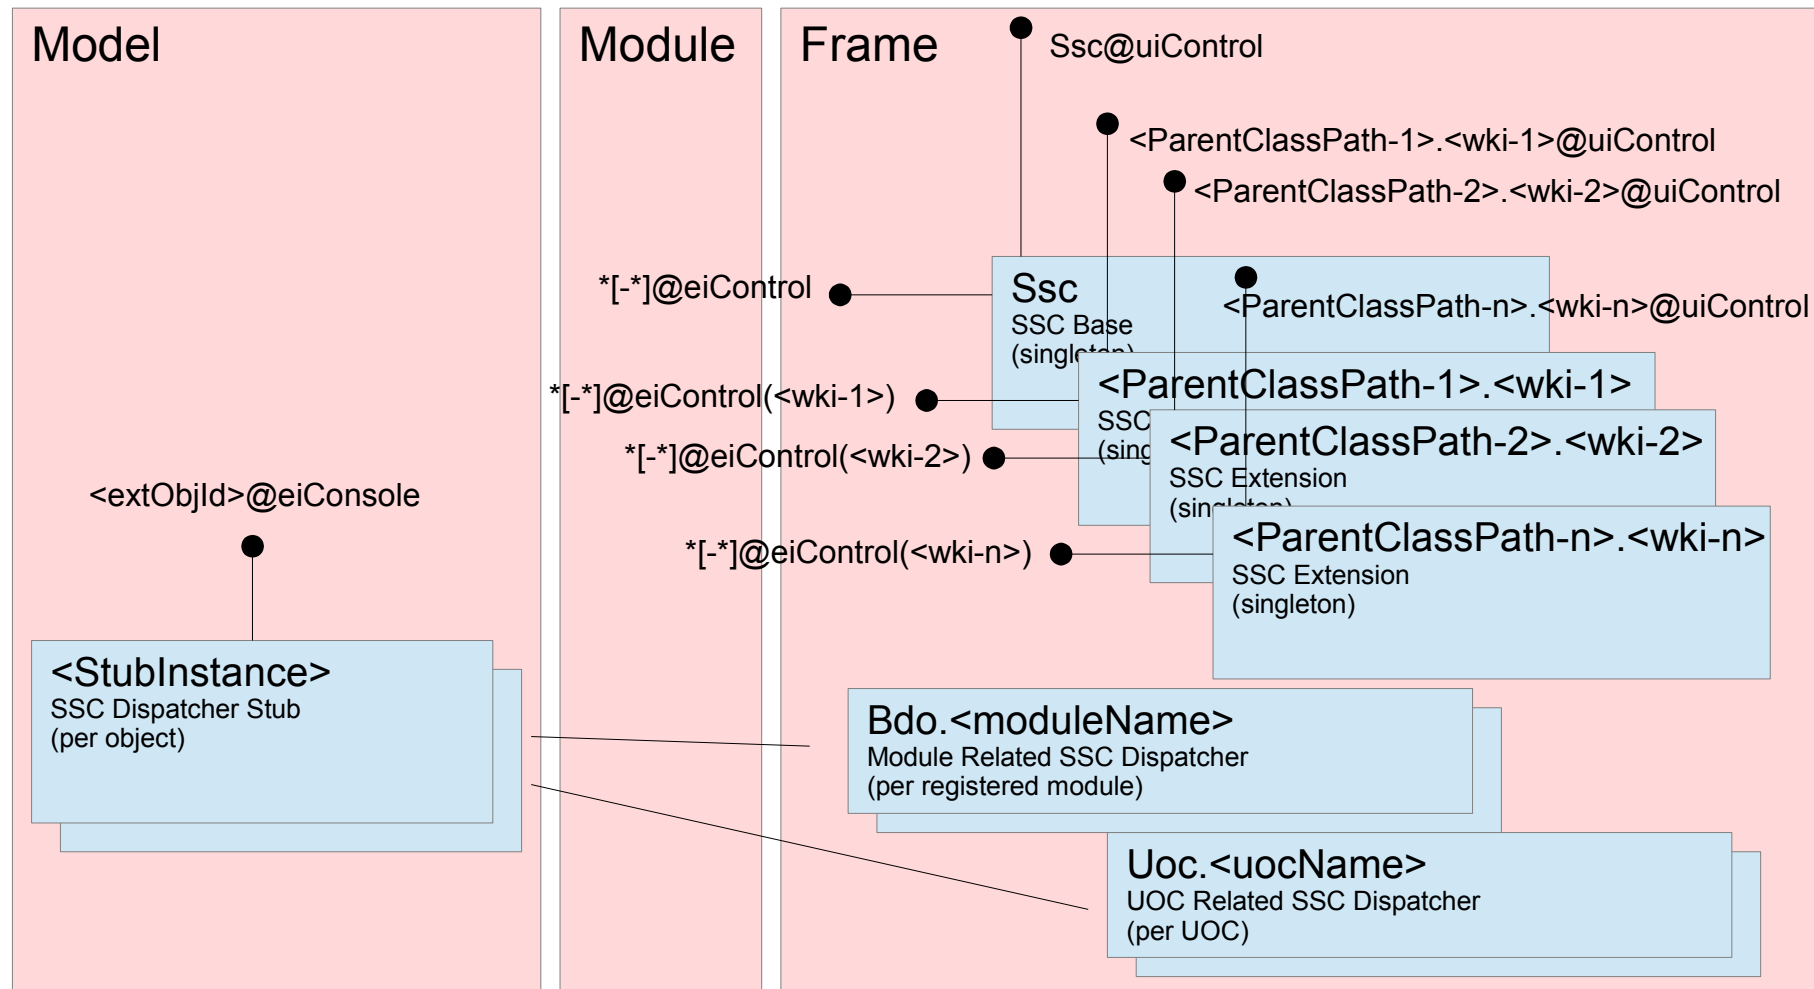 Model
Module
Frame
Ssc@uiControl
<ParentClassPath-1>.<wki-1>@uiControl
<ParentClassPath-2>.<wki-2>@uiControl
*[-*]@eiControl
Ssc
SSC Base
(singleton)
<ParentClassPath-n>.<wki-n>@uiControl
*[-*]@eiControl(<wki-1>)
<ParentClassPath-1>.<wki-1>
SSC
(sing
*[-*]@eiControl(<wki-2>)
<ParentClassPath-2>.<wki-2>
SSC Extension
(singleton)
<extObjId>@eiConsole
*[-*]@eiControl(<wki-n>)
<ParentClassPath-n>.<wki-n>
SSC Extension
(singleton)
<StubInstance>
SSC Dispatcher Stub
(per object)
Bdo.<moduleName>
Module Related SSC Dispatcher
(per registered module)
Uoc.<uocName>
UOC Related SSC Dispatcher
(per UOC)